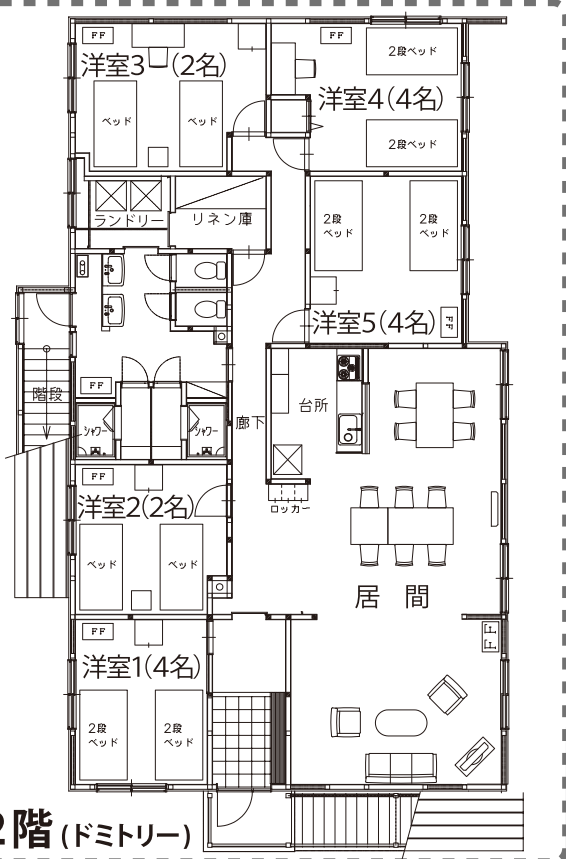 FF
洋室3 (2名)
ベッド
ベッド
FF
2段ベッド
洋室4(4名)
2段ベッド
ランドリー
リネン庫
2段
ベッド
2段
ベッド
洋室5(4名)
FF
FF
階段
シャワー
シャワー
廊下
台所
ロッカー
FF
洋室2(2名)
ベッド
ベッド
居 間
FF
洋室1(4名)
2段
ベッド
2段
ベッド
2階 (ドミトリー)